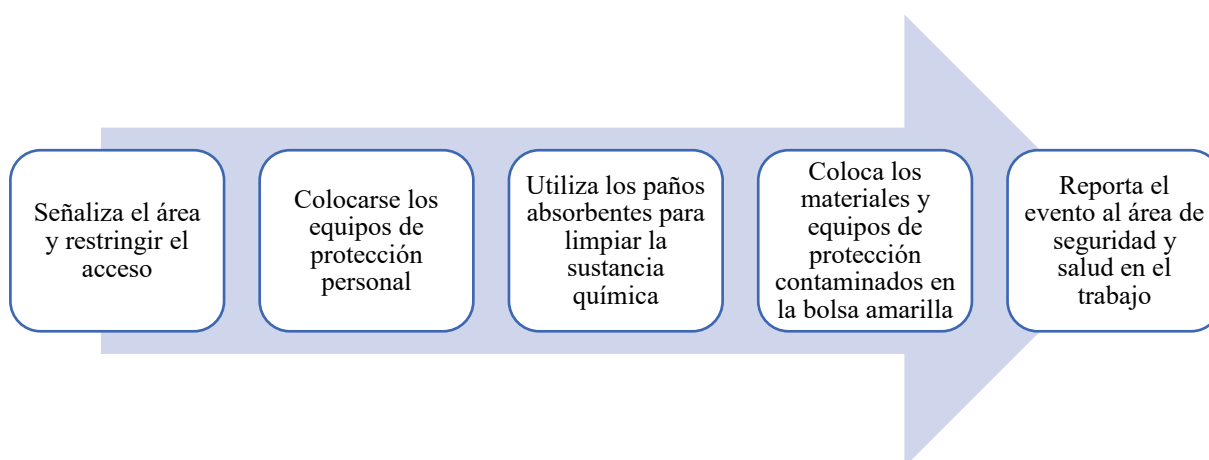 Señaliza el área
y restringir el
acceso
Colocarse los
equipos de
protección
personal
Utiliza los paños
absorbentes para
limpiar la
sustancia
química
Coloca los
materiales y
equipos de
protección
contaminados en
la bolsa amarilla
Reporta el
evento al área de
seguridad y
salud en el
trabajo